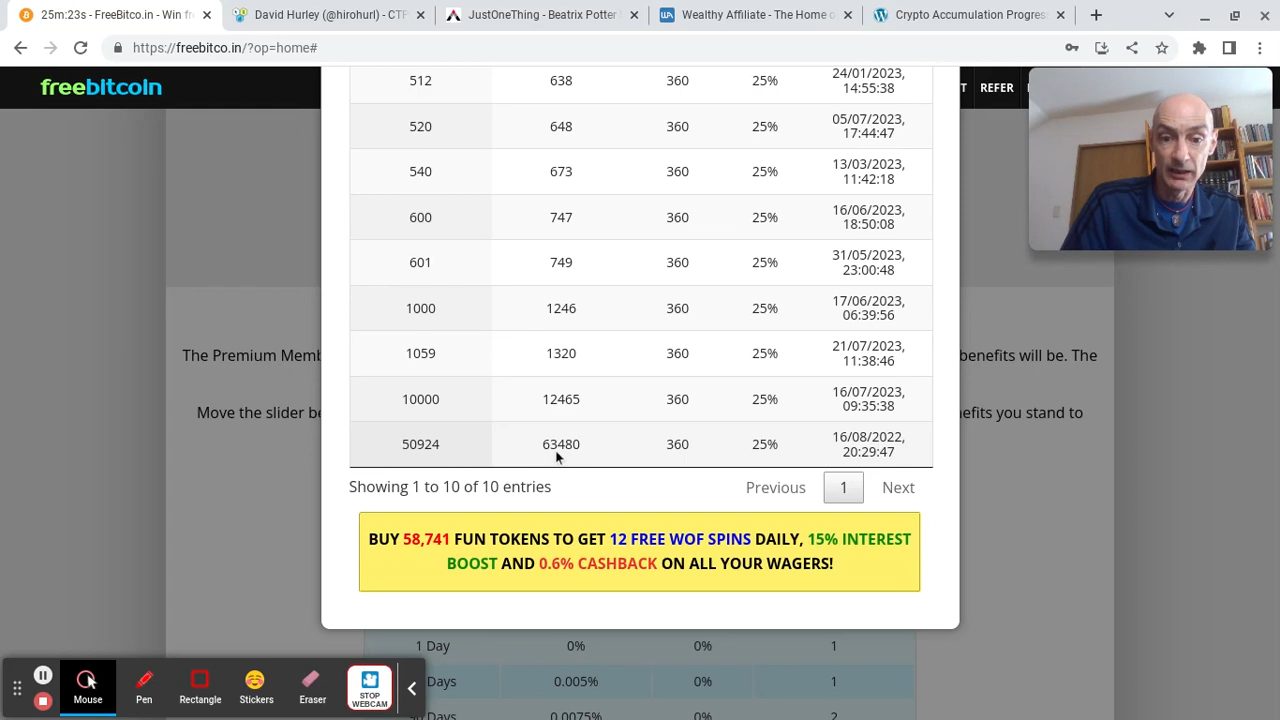 25m:23s - FreeBitco.in - Win fr
David Hurley (@hirohurl) - CTP
JustOneThing - Beatrix Potter
Wealthy Affiliate - The Home o
Crypto Accumulation Progres
https://freebitco.in/?op=home#
freebitcoin
REFER
512 638 360 25% 24/01/2023, 14:55:38
520 648 360 25% 05/07/2023, 17:44:47
540 673 360 25% 13/03/2023, 11:42:18
600 747 360 25% 16/06/2023, 18:50:08
601 749 360 25% 31/05/2023, 23:00:48
1000 1246 360 25% 17/06/2023, 06:39:56
1059 1320 360 25% 21/07/2023, 11:38:46
10000 12465 360 25% 16/07/2023, 09:35:38
50924 63480 360 25% 16/08/2022, 20:29:47
The Premium Memb
benefits will be. The
Move the slider be
nefits you stand to
Showing 1 to 10 of 10 entries
Previous 1 Next
BUY 58,741 FUN TOKENS TO GET 12 FREE WOF SPINS DAILY, 15% INTEREST
BOOST AND 0.6% CASHBACK ON ALL YOUR WAGERS!
1 Day 0% 0% 1
Days 0.005% 0% 1
Days 0.0075% 0% 2
Mouse
Pen
Rectangle
Stickers
Eraser
STOP
WEBCAM